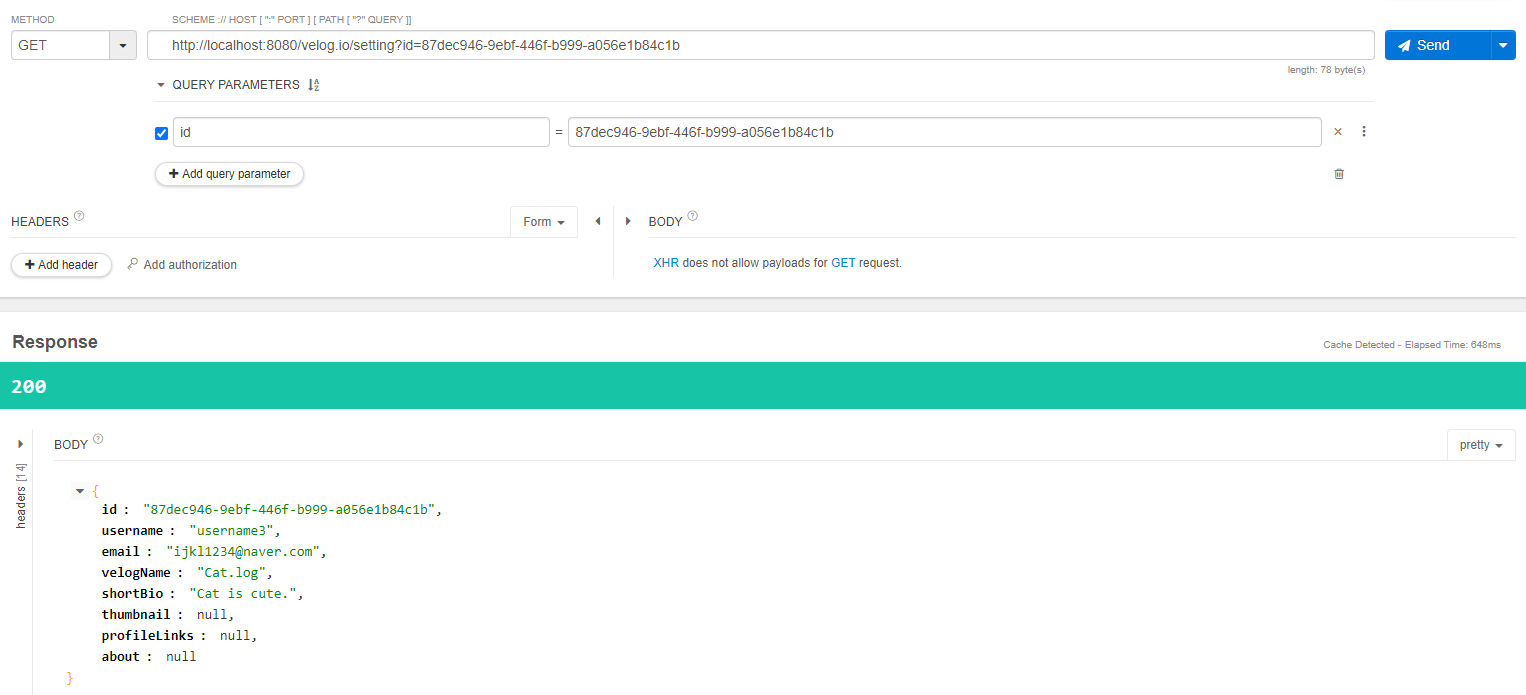 METHOD SCHEME :// HOST [ ":" PORT ] [ PATH [ "?" QUERY ]]
GET http://localhost:8080/velog.io/setting?id=87dec946-9ebf-446f-b999-a056e1b84c1b Send
length: 78 byte(s)
QUERY PARAMETERS
id = 87dec946-9ebf-446f-b999-a056e1b84c1b
+ Add query parameter
HEADERS ? Form BODY ?
+ Add header Add authorization XHR does not allow payloads for GET request.
Response
Cache Detected - Elapsed Time: 648ms
200
headers [14]
BODY ? pretty
{
id : "87dec946-9ebf-446f-b999-a056e1b84c1b",
username : "username3",
email : "ijkl1234@naver.com",
velogName : "Cat.log",
shortBio : "Cat is cute.",
thumbnail : null,
profileLinks : null,
about : null
}